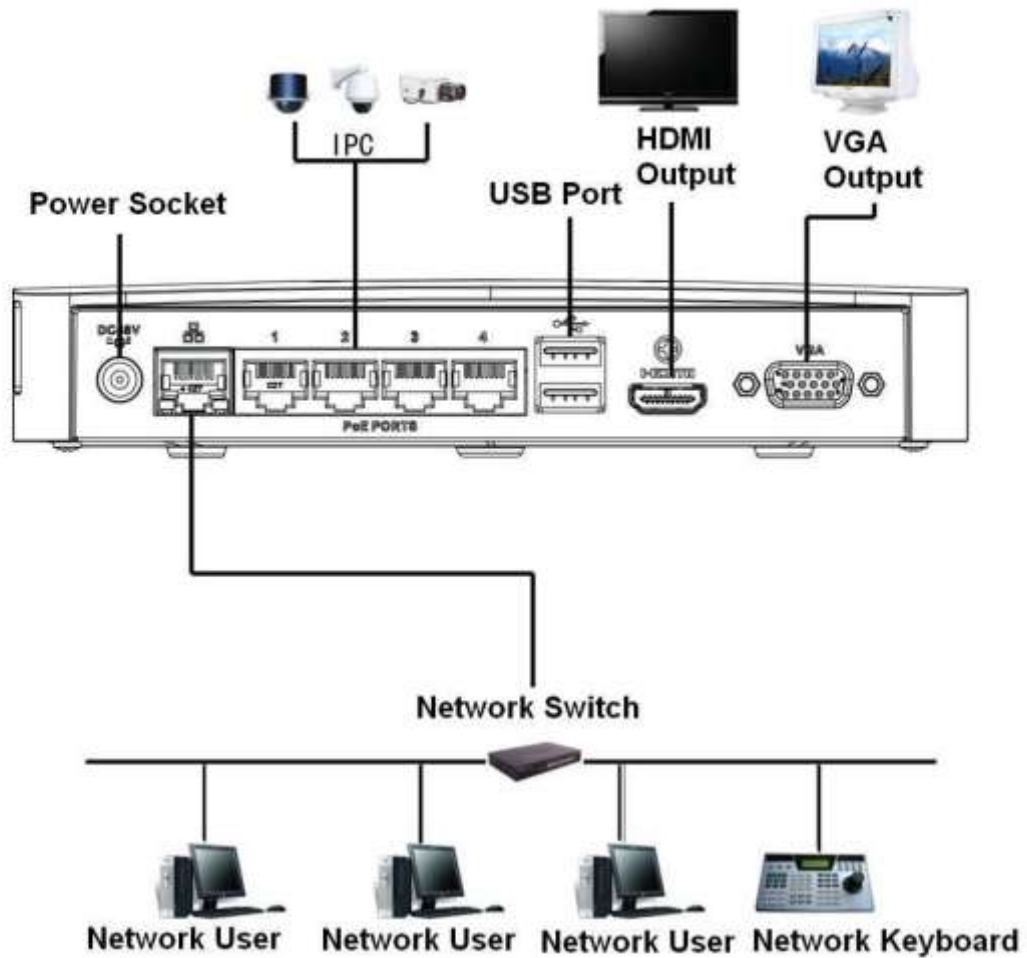 IPC
HDMI
Output
VGA
Output
Power Socket
USB Port
1 2 3 4
VGA
PoE PORTS
Network Switch
Network User
Network User
Network User
Network Keyboard